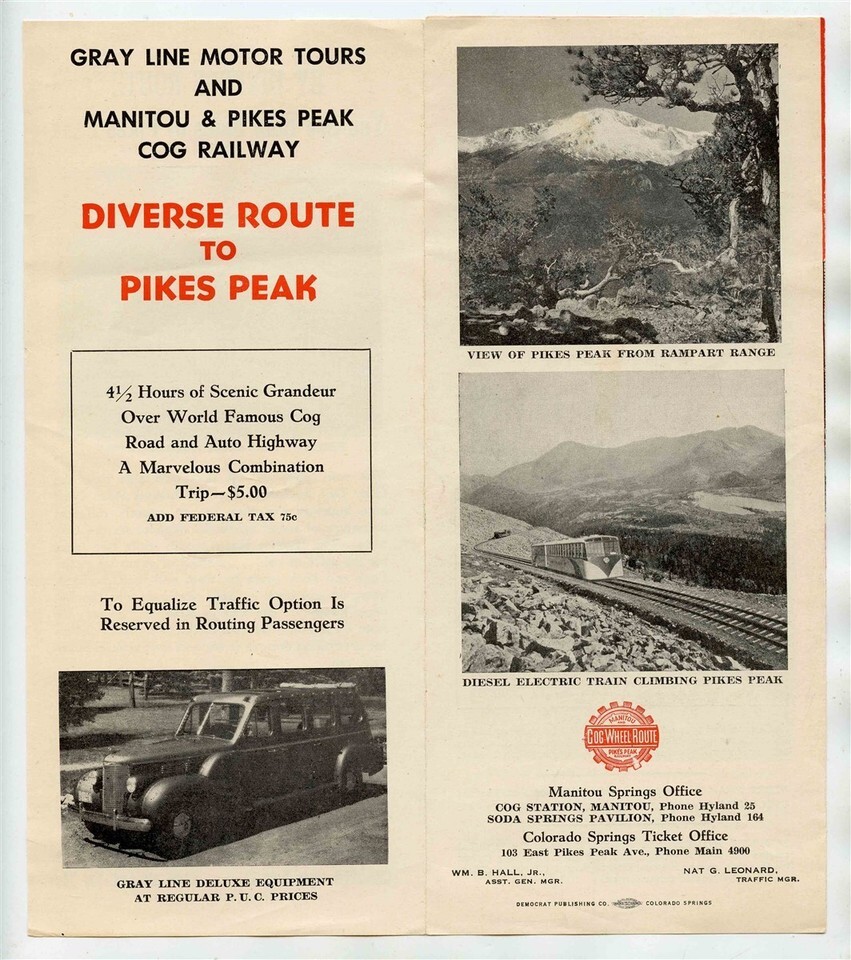 GRAY LINE MOTOR TOURS
AND
MANITOU & PIKES PEAK
COG RAILWAY
DIVERSE ROUTE
TO
PIKES PEAK
4½ Hours of Scenic Grandeur
Over World Famous Cog
Road and Auto Highway
A Marvelous Combination
Trip—$5.00
ADD FEDERAL TAX 75c
To Equalize Traffic Option Is
Reserved in Routing Passengers
GRAY LINE DELUXE EQUIPMENT
AT REGULAR P. U. C. PRICES
VIEW OF PIKES PEAK FROM RAMPART RANGE
DIESEL ELECTRIC TRAIN CLIMBING PIKES PEAK
MANITOU
COG WHEEL ROUTE
PIKES PEAK
Manitou Springs Office
COG STATION, MANITOU, Phone Hyland 25
SODA SPRINGS PAVILION, Phone Hyland 164
Colorado Springs Ticket Office
103 East Pikes Peak Ave., Phone Main 4900
WM. B. HALL, JR.,
ASST. GEN. MGR.
NAT G. LEONARD,
TRAFFIC MGR.
DEMOCRAT PUBLISHING CO. COLORADO SPRINGS